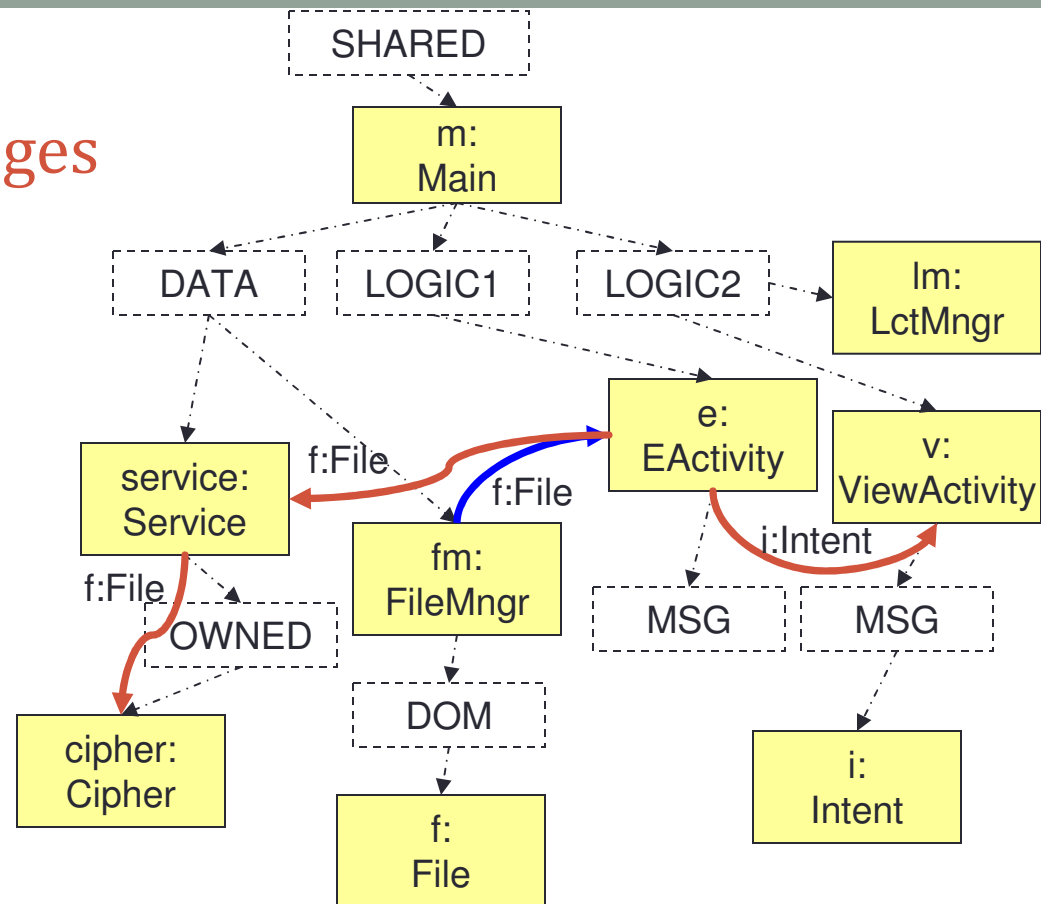 SHARED
ges
m:
Main
DATA
LOGIC1
LOGIC2
lm:
LctMngr
e:
EActivity
v:
ViewActivity
service:
Service
f:File
f:File
fm:
FileMngr
i:Intent
f:File
OWNED
MSG
MSG
DOM
cipher:
Cipher
i:
Intent
f:
File